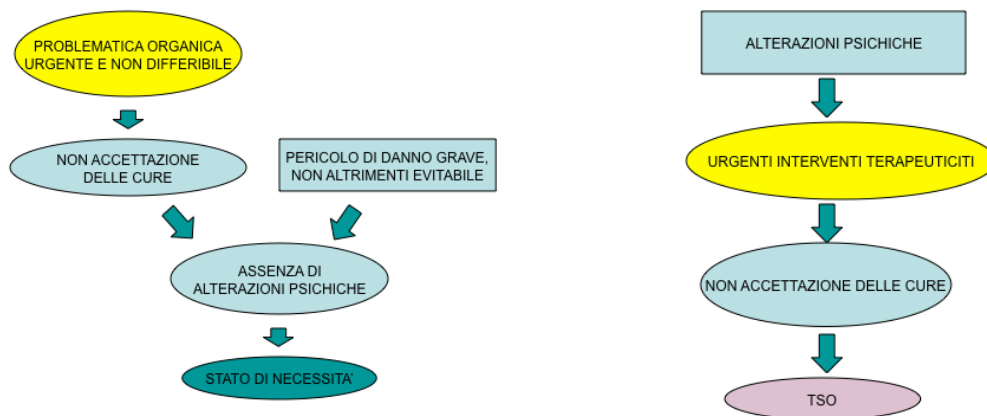 PROBLEMATICA ORGANICA
URGENTE E NON DIFFERIBILE
NON ACCETTAZIONE
DELLE CURE
PERICOLO DI DANNO GRAVE,
NON ALTRIMENTI EVITABILE
ASSENZA DI
ALTERAZIONI PSICHICHE
STATO DI NECESSITA'
ALTERAZIONI PSICHICHE
URGENTI INTERVENTI TERAPEUTICITI
NON ACCETTAZIONE DELLE CURE
TSO